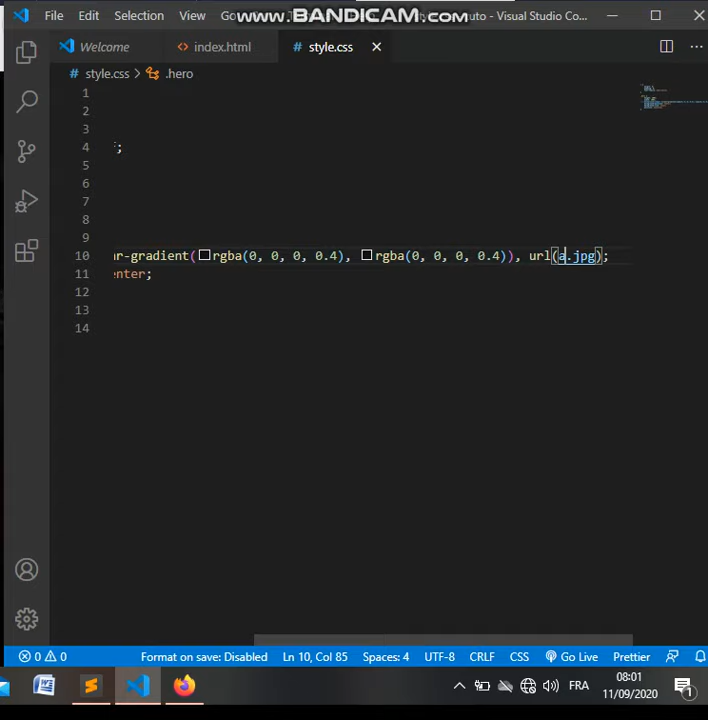 File Edit Selection View Go www.BANDICAM.com uto - Visual Studio Co...
Welcome index.html # style.css
# style.css > .hero
1
2
3
4 ;
5
6
7
8
9
10 ar-gradient(rgba(0, 0, 0, 0.4), rgba(0, 0, 0, 0.4)), url(a.jpg);
11 enter;
12
13
14
0 0 Format on save: Disabled Ln 10, Col 85 Spaces: 4 UTF-8 CRLF CSS Go Live Prettier
FRA 08:01
11/09/2020 1